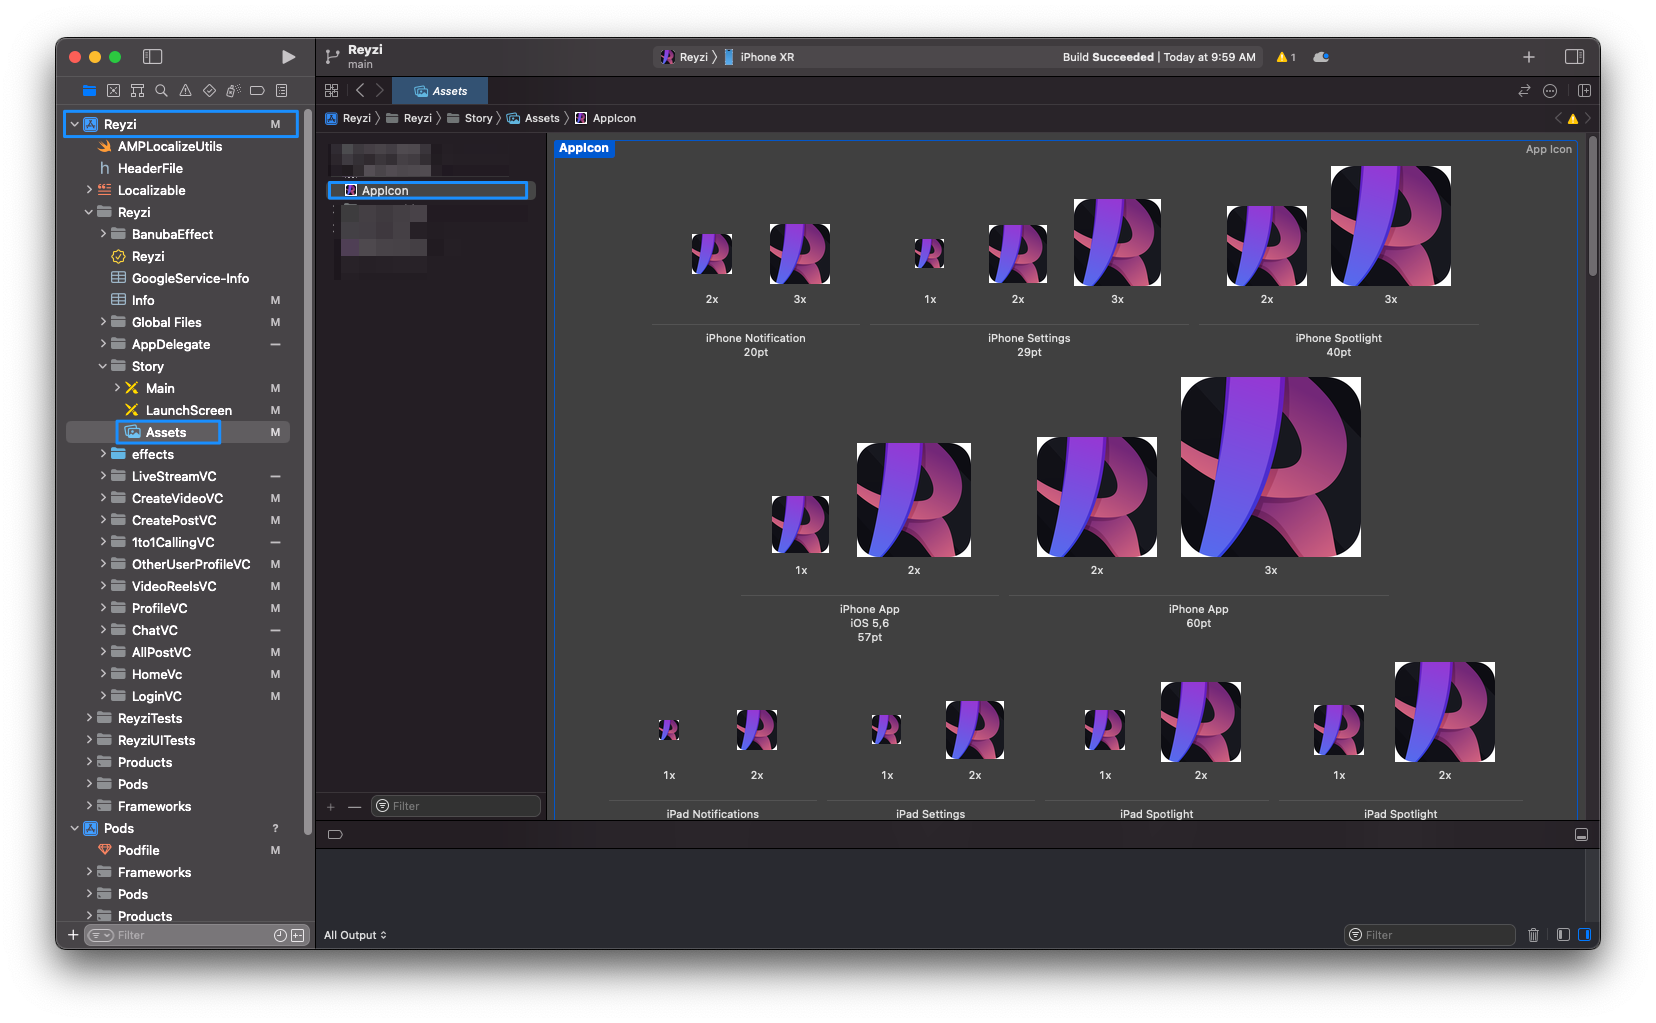 Reyzi
main
Reyzi
iPhone XR
Build Succeeded | Today at 9:59 AM
1
Assets
Reyzi
Reyzi
Story
Assets
AppIcon
Reyzi M
AMPLocalizeUtils
HeaderFile
Localizable
Reyzi
BanubaEffect
Reyzi
GoogleService-Info
Info M
Global Files M
AppDelegate
Story
Main M
LaunchScreen M
Assets M
effects
LiveStreamVC
CreateVideoVC M
CreatePostVC M
1to1CallingVC
OtherUserProfileVC M
VideoReelsVC M
ProfileVC M
ChatVC
AllPostVC M
HomeVc M
LoginVC M
ReyziTests
ReyziUITests
Products
Pods
Frameworks
Pods ?
Podfile M
Frameworks
Pods
Products
Filter
AppIcon
Filter
AppIcon
App Icon
2x 3x 1x 2x 3x 2x 3x
iPhone Notification
20pt
iPhone Settings
29pt
iPhone Spotlight
40pt
1x 2x 2x 3x
iPhone App
iOS 5,6
57pt
iPhone App
60pt
1x 2x 1x 2x 1x 2x 1x 2x
iPad Notifications
iPad Settings
iPad Spotlight
iPad Spotlight
All Output
Filter